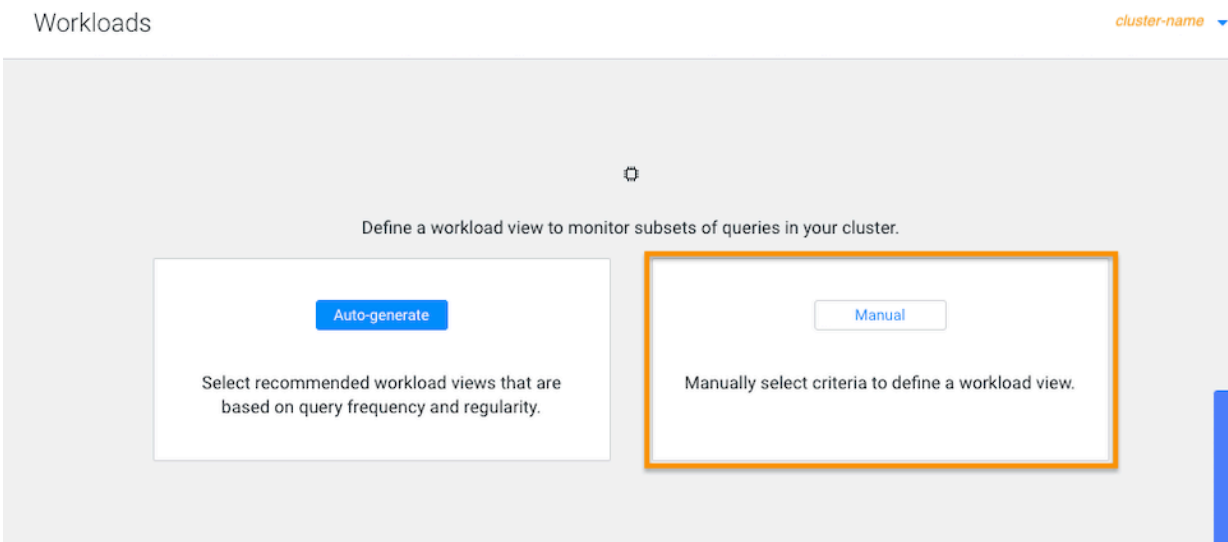 Workloads
cluster-name
Define a workload view to monitor subsets of queries in your cluster.
Auto-generate
Select recommended workload views that are
based on query frequency and regularity.
Manual
Manually select criteria to define a workload view.